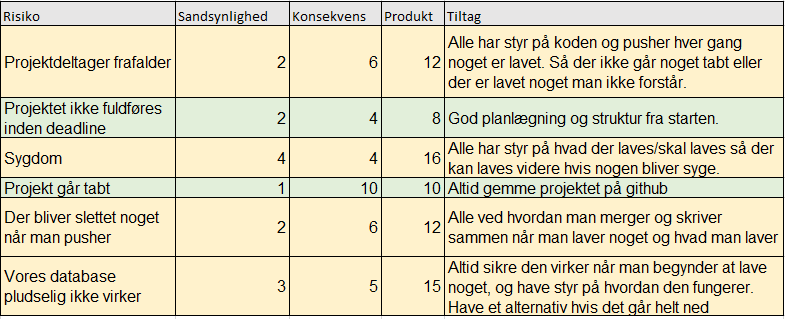 Risiko Sandsynlighed Konsekvens Produkt Tiltag
Projektdeltager frafalder 2 6 12 Alle har styr på koden og pusher hver gang
noget er lavet. Så der ikke går noget tabt eller
der er lavet noget man ikke forstår.
Projektet ikke fuldføres
inden deadline 2 4 8 God planlægning og struktur fra starten.
Sygdom 4 4 16 Alle har styr på hvad der laves/skal laves så der
kan laves videre hvis nogen bliver syge.
Projekt går tabt 1 10 10 Altid gemme projektet på github
Der bliver slettet noget
når man pusher 2 6 12 Alle ved hvordan man merger og skriver
sammen når man laver noget og hvad man laver
Vores database
pludselig ikke virker 3 5 15 Altid sikre den virker når man begynder at lave
noget, og have styr på hvordan den fungerer.
Have et alternativ hvis det går helt ned